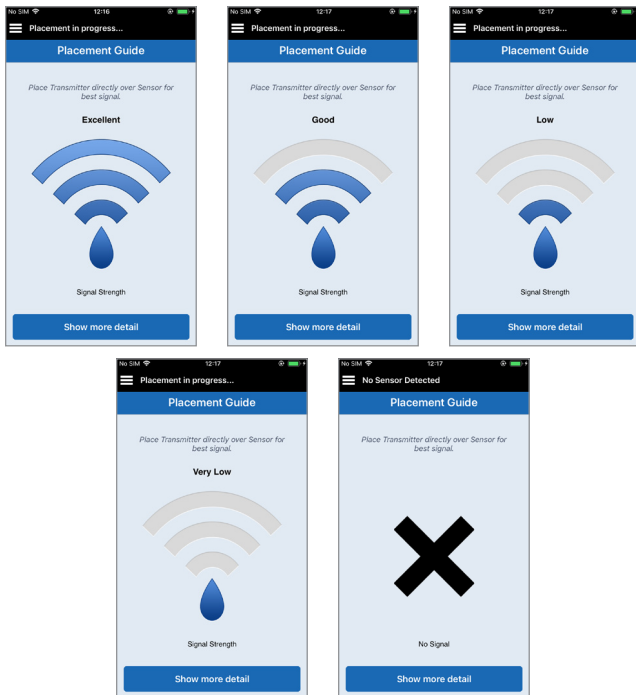 No SIM 12:16
Placement in progress...
Placement Guide
Place Transmitter directly over Sensor for
best signal.
Excellent
Signal Strength
Show more detail
No SIM 12:17
Placement in progress...
Placement Guide
Place Transmitter directly over Sensor for
best signal.
Good
Signal Strength
Show more detail
No SIM 12:17
Placement in progress...
Placement Guide
Place Transmitter directly over Sensor for
best signal.
Low
Signal Strength
Show more detail
No SIM 12:17
Placement in progress...
Placement Guide
Place Transmitter directly over Sensor for
best signal.
Very Low
Signal Strength
Show more detail
No SIM 12:17
No Sensor Detected
Placement Guide
Place Transmitter directly over Sensor for
best signal.
No Signal
Show more detail